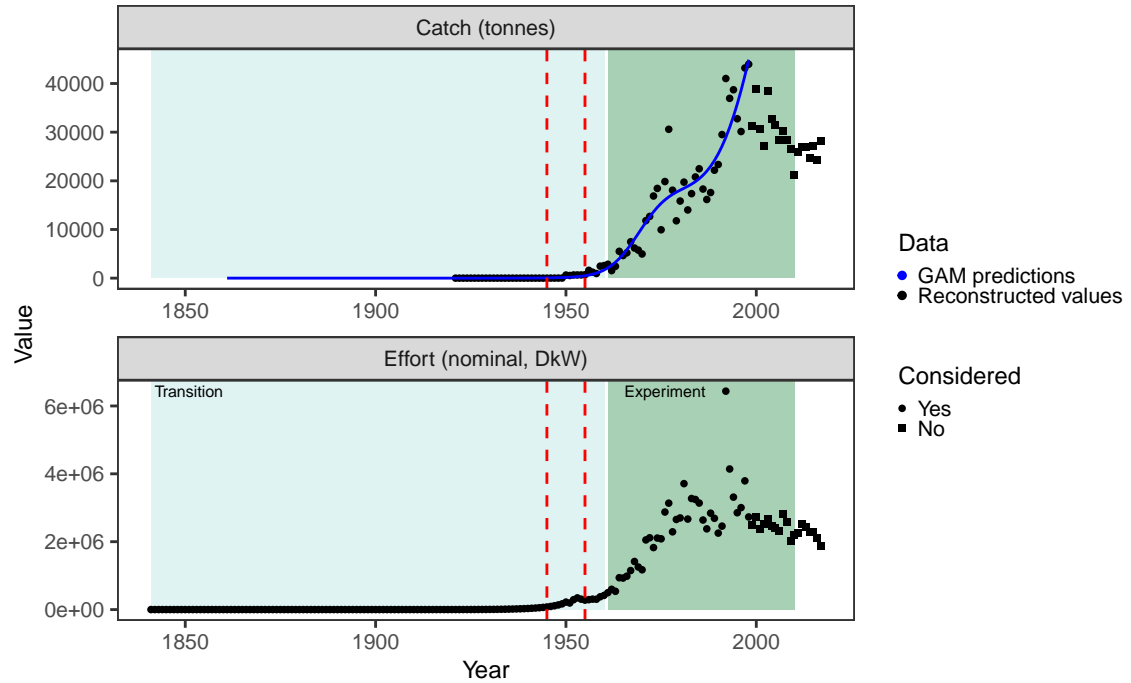 Catch (tonnes)
40000
30000
20000
10000
0
1850
1900
1950
2000
Value
Effort (nominal, DkW)
Transition
Experiment
6e+06
4e+06
2e+06
0e+00
1850
1900
1950
2000
Year
Data
GAM predictions
Reconstructed values
Considered
Yes
No